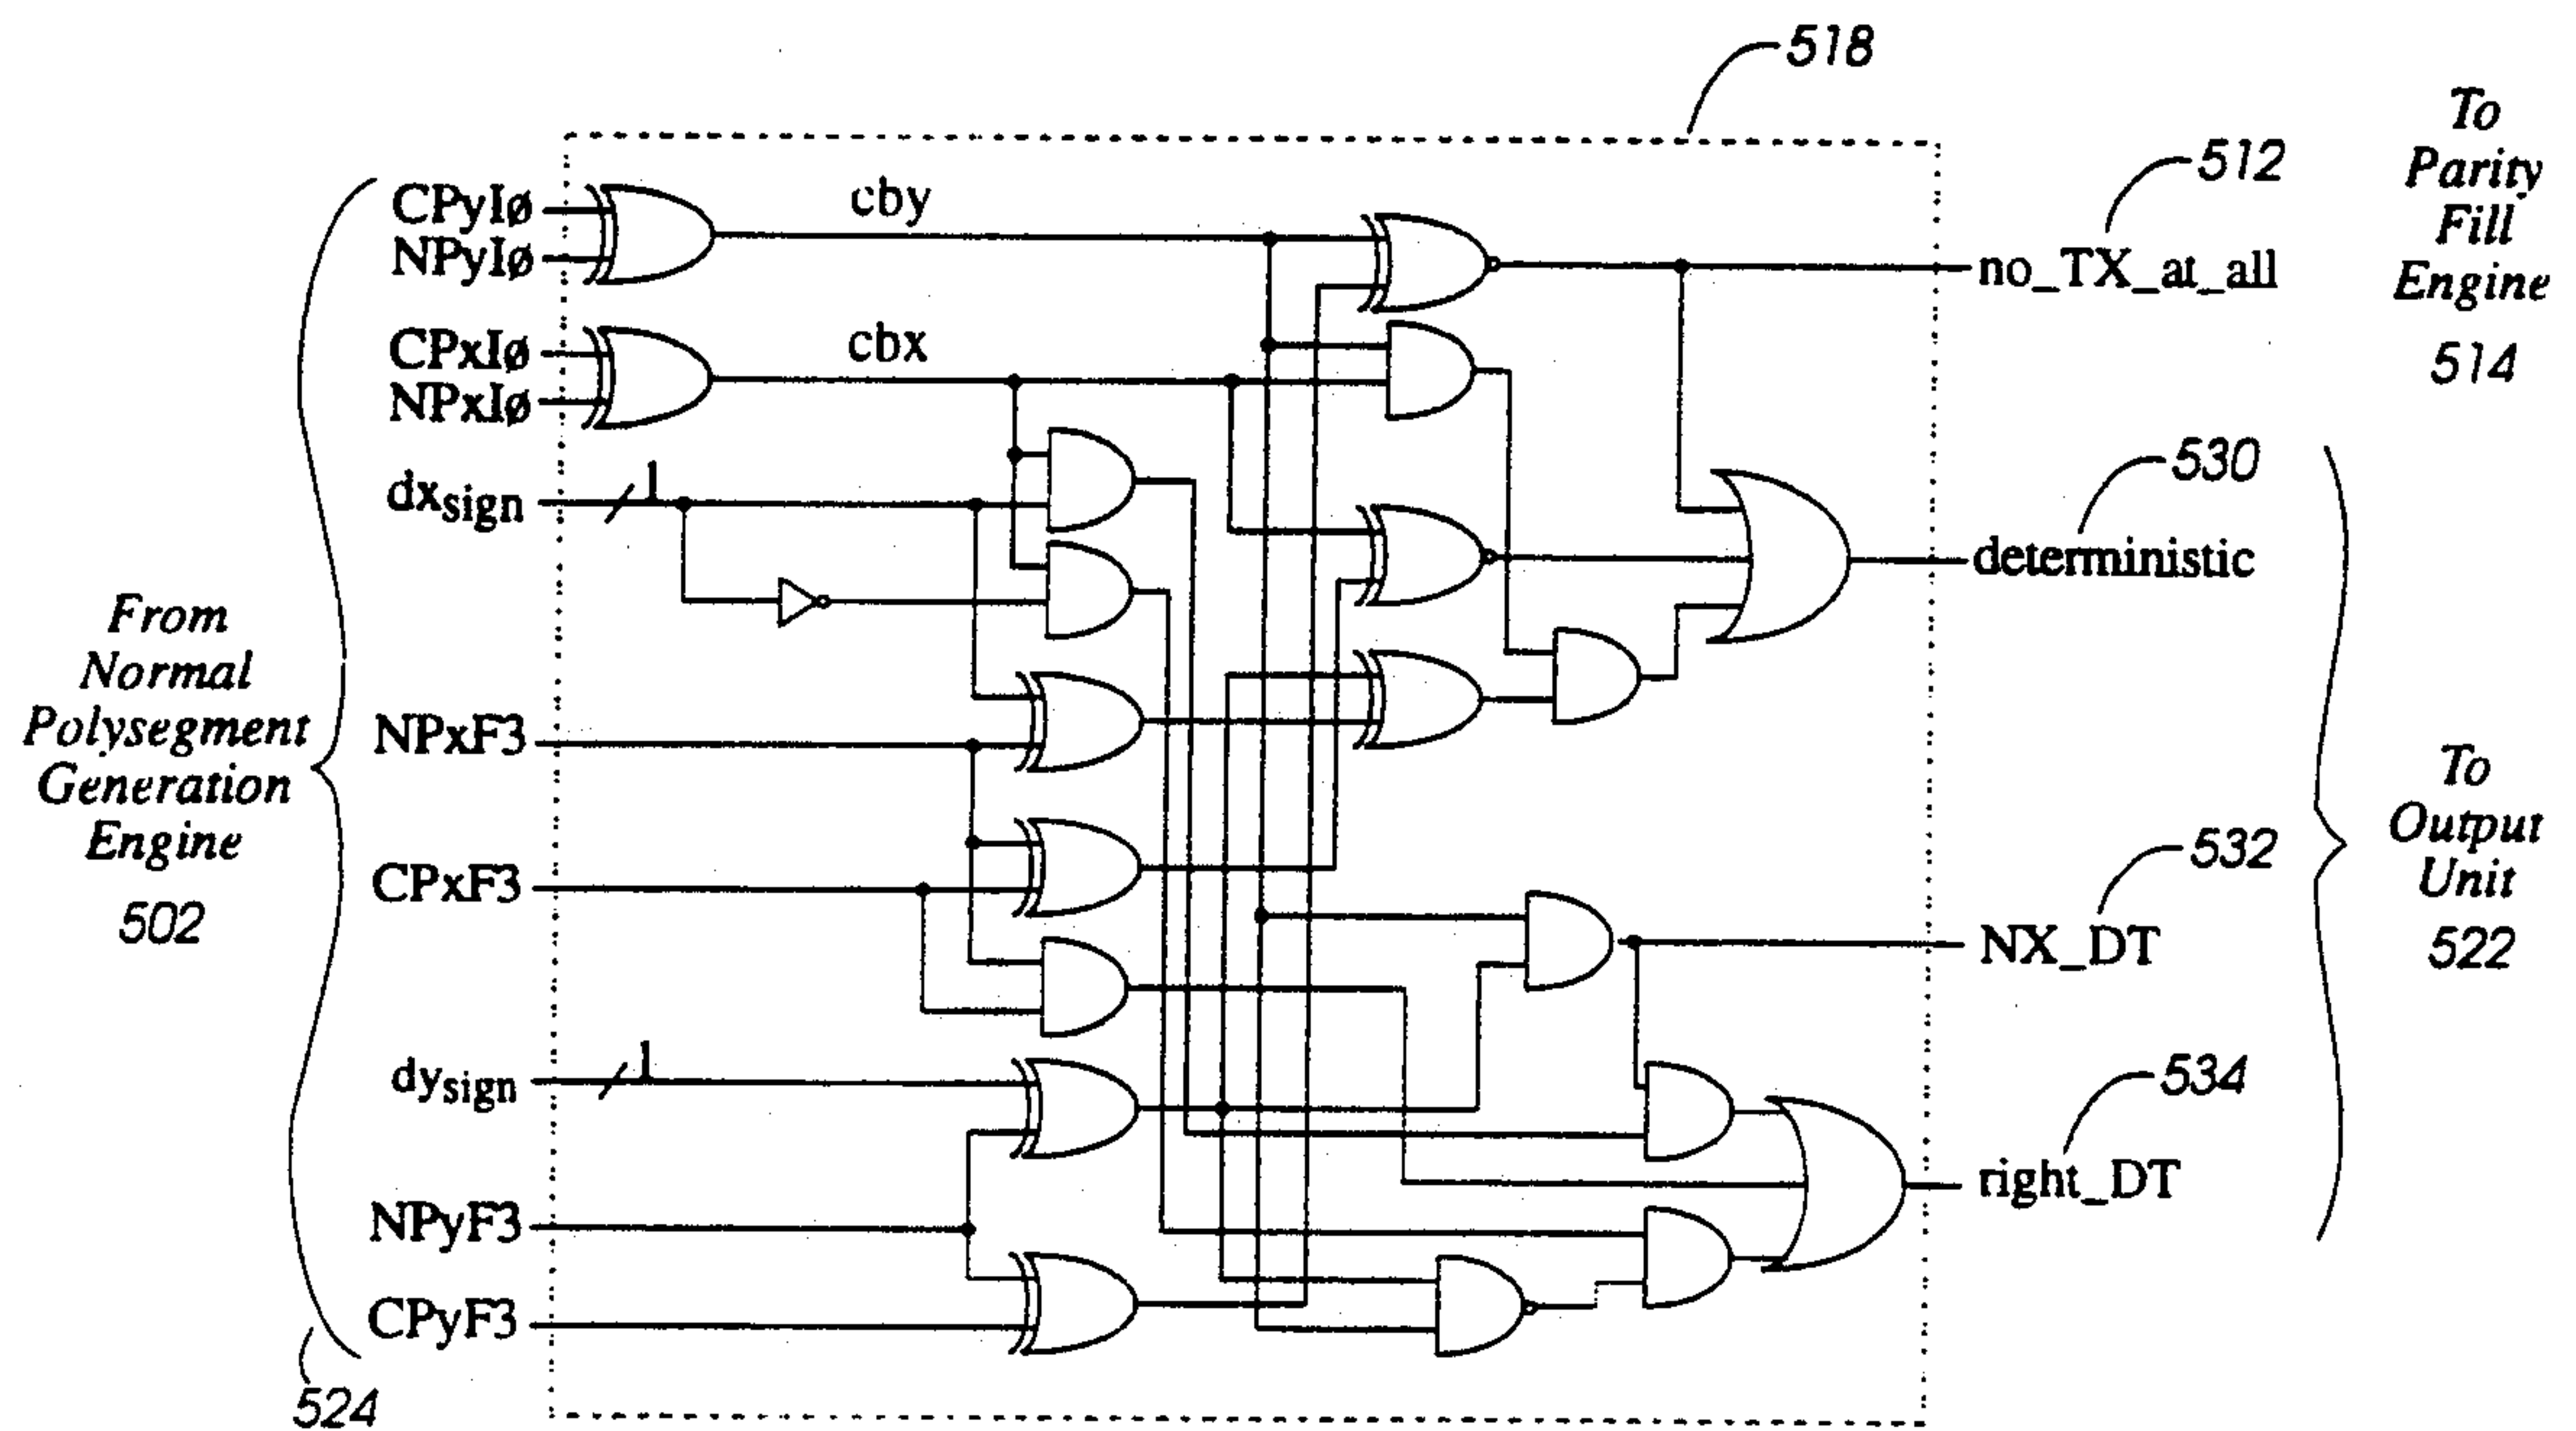 518
To
Parity
Fill
Engine
514
512
CPyIø
NPyIø
cby
no_TX_at_all
CPxIø
NPxIø
cbx
dxsign
1
530
deterministic
From
Normal
Polysegment
Generation
Engine
502
NPxF3
CPxF3
To
Output
Unit
522
532
NX_DT
dysign
1
534
right_DT
NPyF3
CPyF3
524